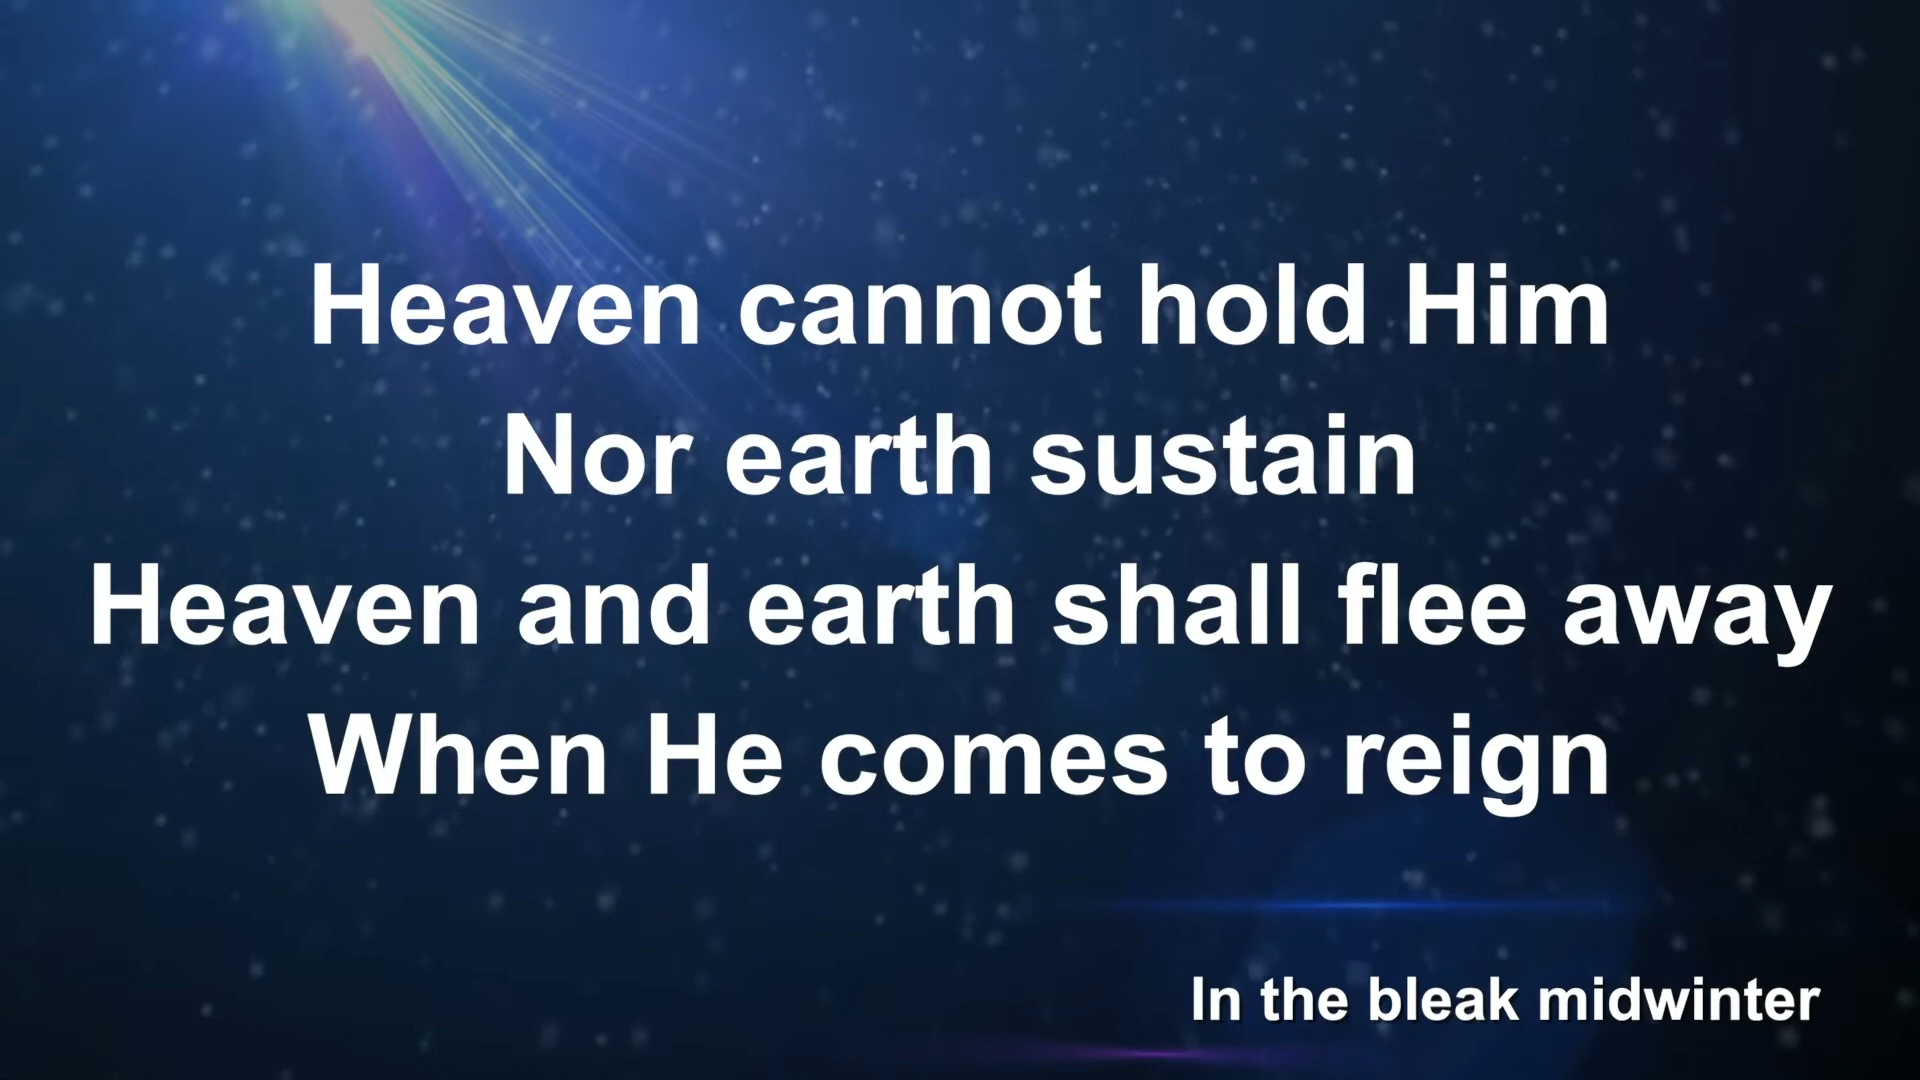 Heaven cannot hold Him
Nor earth sustain
Heaven and earth shall flee away
When He comes to reign
In the bleak midwinter